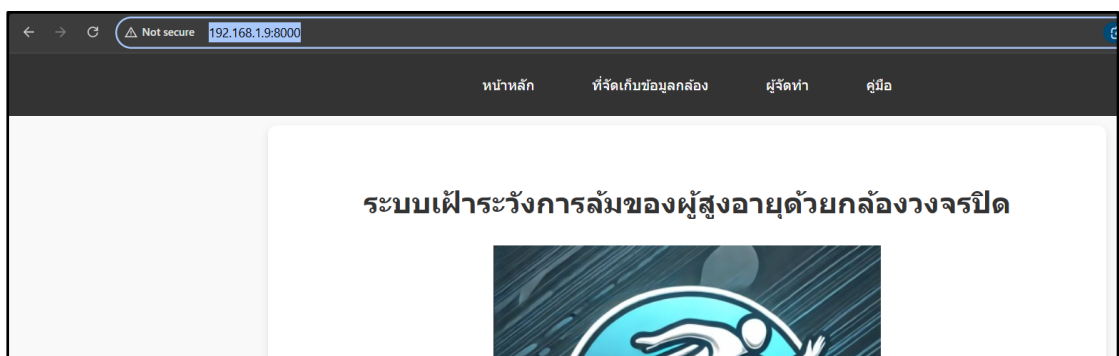 Not secure 192.168.1.9:8000
หน้าหลัก ที่จัดเก็บข้อมูลกล้อง ผู้จัดทำ คู่มือ
ระบบเฝ้าระวังการล้มของผู้สูงอายุด้วยกล้องวงจรปิด